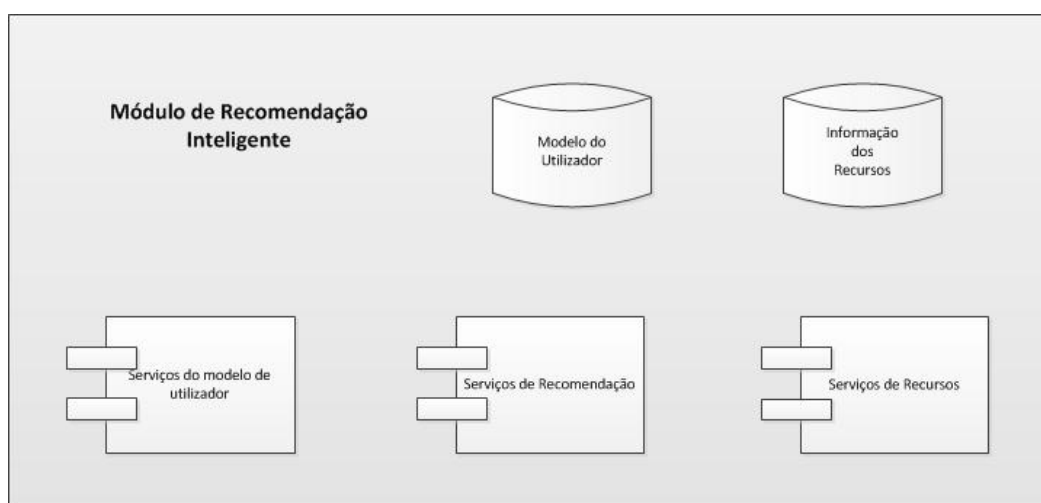 Módulo de Recomendação
Inteligente
Modelo do
Utilizador
Informação
dos
Recursos
Serviços do modelo de
utilizador
Serviços de Recomendação
Serviços de Recursos